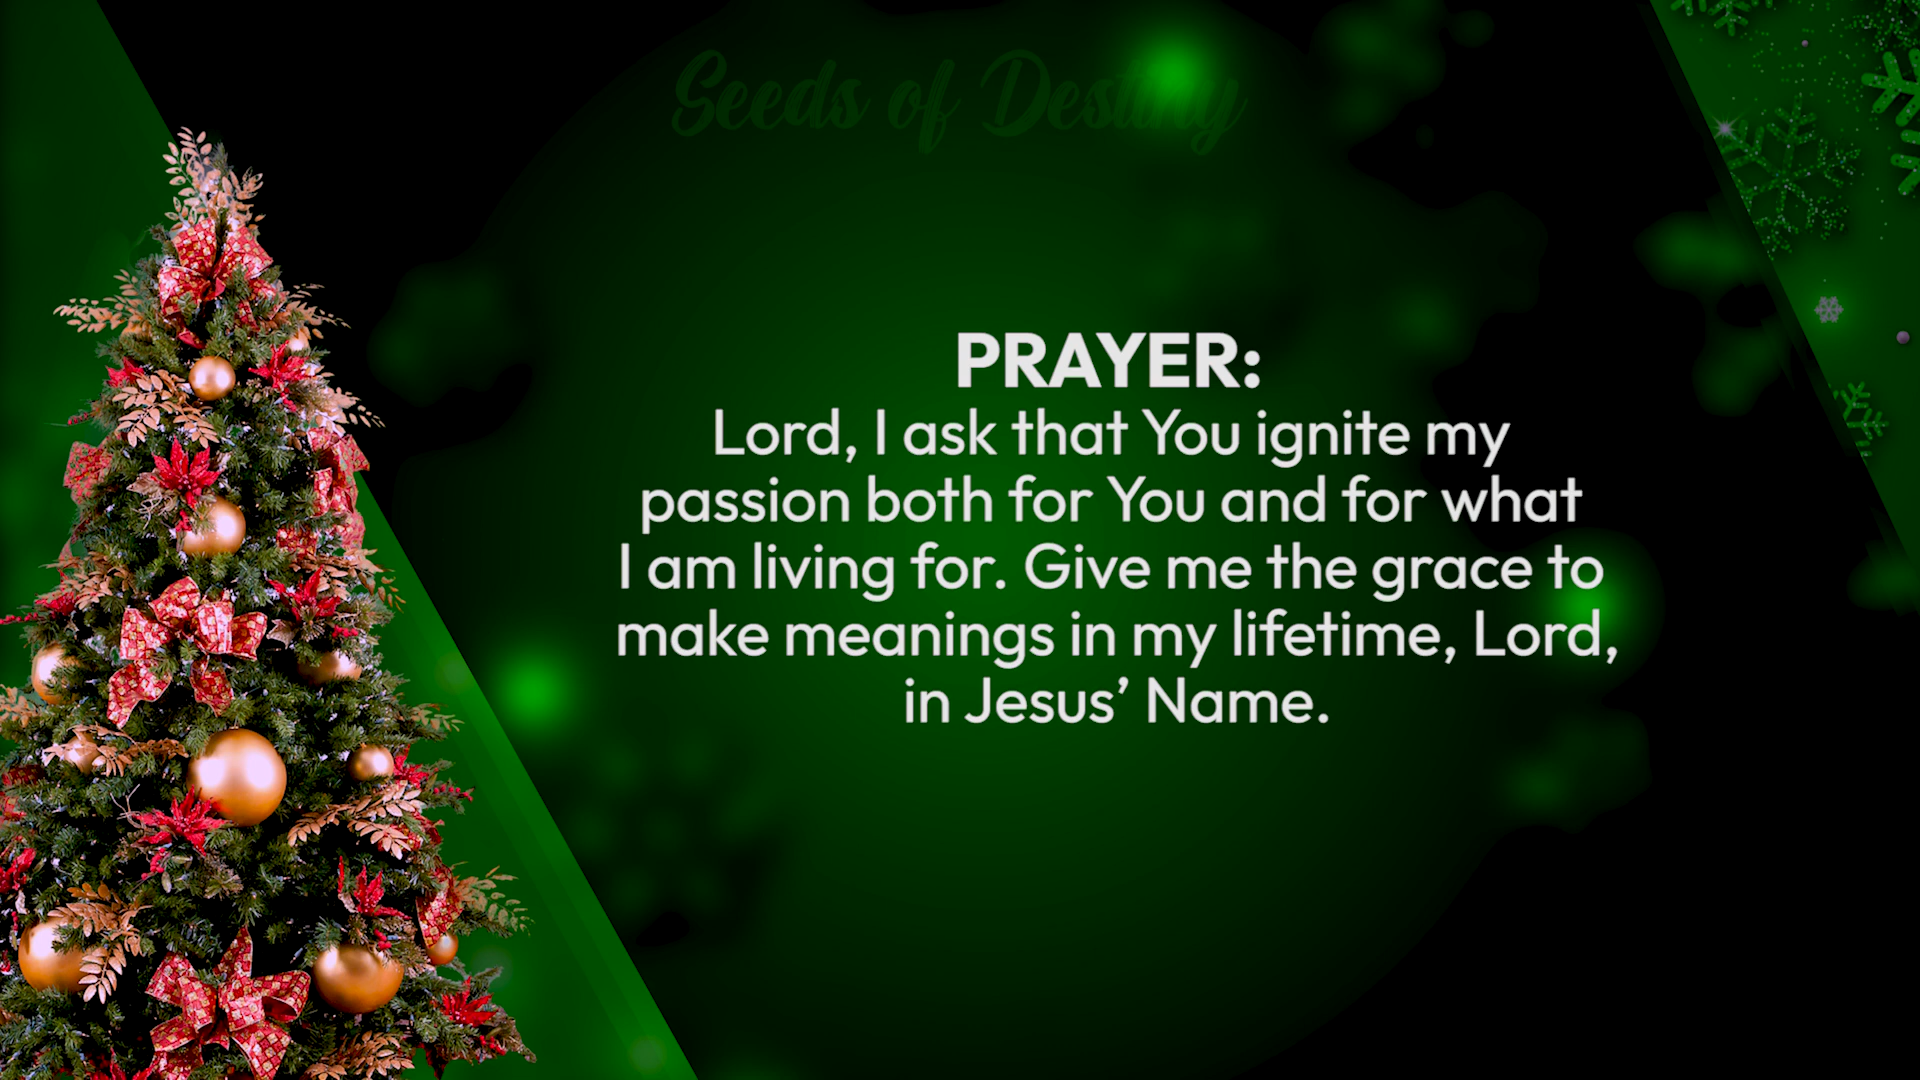 Seeds of Destiny
PRAYER:
Lord, I ask that You ignite my
passion both for You and for what
I am living for. Give me the grace to
make meanings in my lifetime, Lord,
in Jesus’ Name.